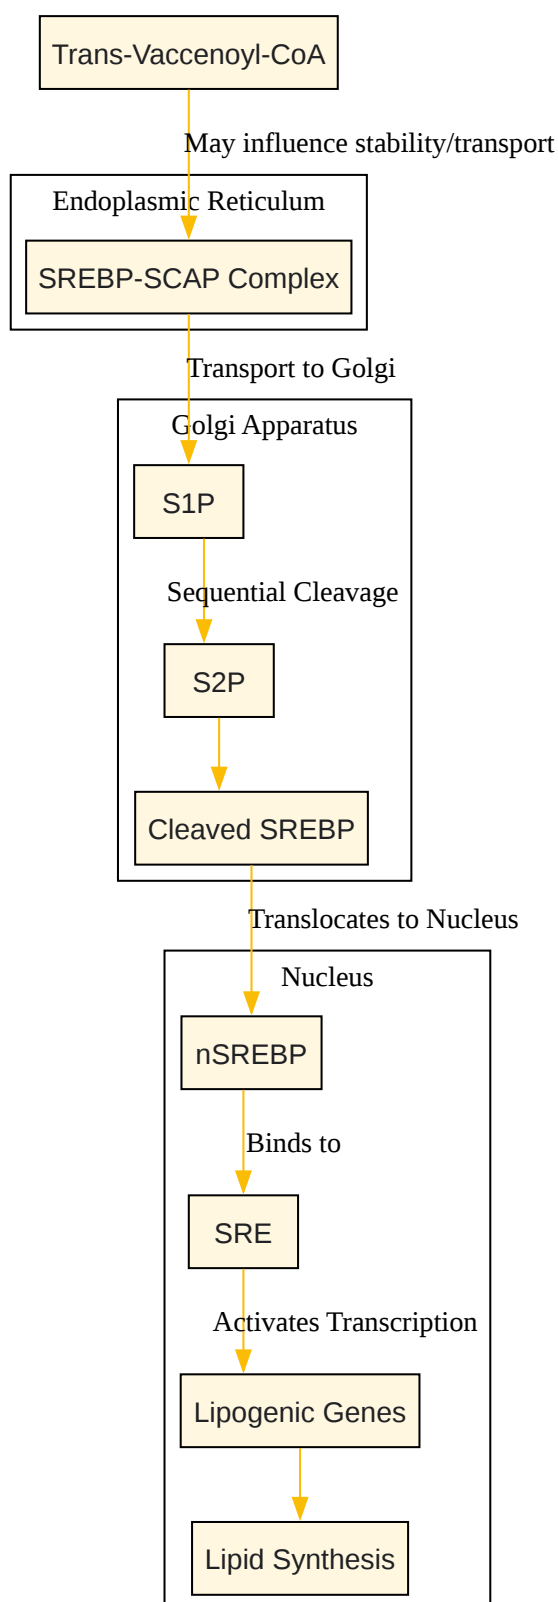 Trans-Vaccenoyl-CoA
May influence stability/transport
Endoplasmic Reticulum
SREBP-SCAP Complex
Transport to Golgi
Golgi Apparatus
S1P
Sequential Cleavage
S2P
Cleaved SREBP
Translocates to Nucleus
Nucleus
nSREBP
Binds to
SRE
Activates Transcription
Lipogenic Genes
Lipid Synthesis